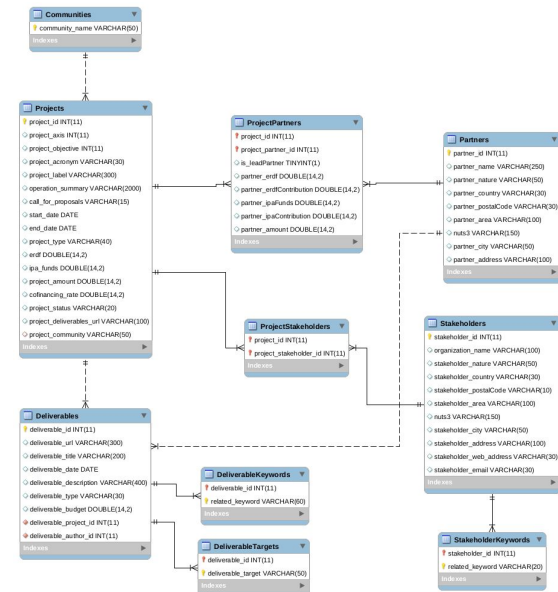 Communities
community_name VARCHAR(50)
Indexes
Projects
project_id INT(11)
project_axis INT(11)
project_objective INT(11)
project_acronym VARCHAR(30)
project_label VARCHAR(300)
operation_summary VARCHAR(2000)
call_for_proposals VARCHAR(15)
start_date DATE
end_date DATE
project_type VARCHAR(40)
erdf DOUBLE(14,2)
ipa_funds DOUBLE(14,2)
project_amount DOUBLE(14,2)
cofinancing_rate DOUBLE(14,2)
project_status VARCHAR(20)
project_deliverables_url VARCHAR(100)
project_community VARCHAR(50)
Indexes
ProjectPartners
project_id INT(11)
project_partner_id INT(11)
is_leadPartner TINYINT(1)
partner_erdf DOUBLE(14,2)
partner_erdfContribution DOUBLE(14,2)
partner_ipaFunds DOUBLE(14,2)
partner_ipaContribution DOUBLE(14,2)
partner_amount DOUBLE(14,2)
Indexes
Partners
partner_id INT(11)
partner_name VARCHAR(250)
partner_nature VARCHAR(50)
partner_country VARCHAR(30)
partner_postalCode VARCHAR(30)
partner_area VARCHAR(100)
nuts3 VARCHAR(150)
partner_city VARCHAR(50)
partner_address VARCHAR(100)
Indexes
ProjectStakeholders
project_id INT(11)
project_stakeholder_id INT(11)
Indexes
Stakeholders
stakeholder_id INT(11)
organization_name VARCHAR(100)
stakeholder_nature VARCHAR(50)
stakeholder_country VARCHAR(30)
stakeholder_postalCode VARCHAR(10)
stakeholder_area VARCHAR(100)
nuts3 VARCHAR(150)
stakeholder_city VARCHAR(50)
stakeholder_address VARCHAR(100)
stakeholder_web_address VARCHAR(30)
stakeholder_email VARCHAR(30)
Indexes
Deliverables
deliverable_id INT(11)
deliverable_url VARCHAR(300)
deliverable_title VARCHAR(200)
deliverable_date DATE
deliverable_description VARCHAR(400)
deliverable_type VARCHAR(30)
deliverable_budget DOUBLE(14,2)
deliverable_project_id INT(11)
deliverable_author_id INT(11)
Indexes
DeliverableKeywords
deliverable_id INT(11)
related_keyword VARCHAR(60)
Indexes
DeliverableTargets
deliverable_id INT(11)
deliverable_target VARCHAR(50)
Indexes
StakeholderKeywords
stakeholder_id INT(11)
related_keyword VARCHAR(20)
Indexes